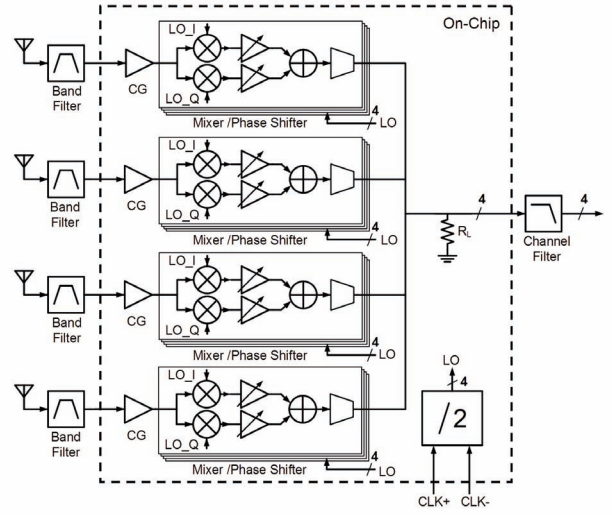 On-Chip
LO_I
Band
Filter
CG
LO_Q
4
Mixer /Phase Shifter
LO
LO_I
Band
Filter
CG
LO_Q
4
Mixer /Phase Shifter
LO
4
4
RL
Channel
Filter
LO_I
Band
Filter
CG
LO_Q
4
Mixer /Phase Shifter
LO
LO
4
LO_I
/2
Band
Filter
CG
LO_Q
4
Mixer /Phase Shifter
LO
CLK+
CLK-